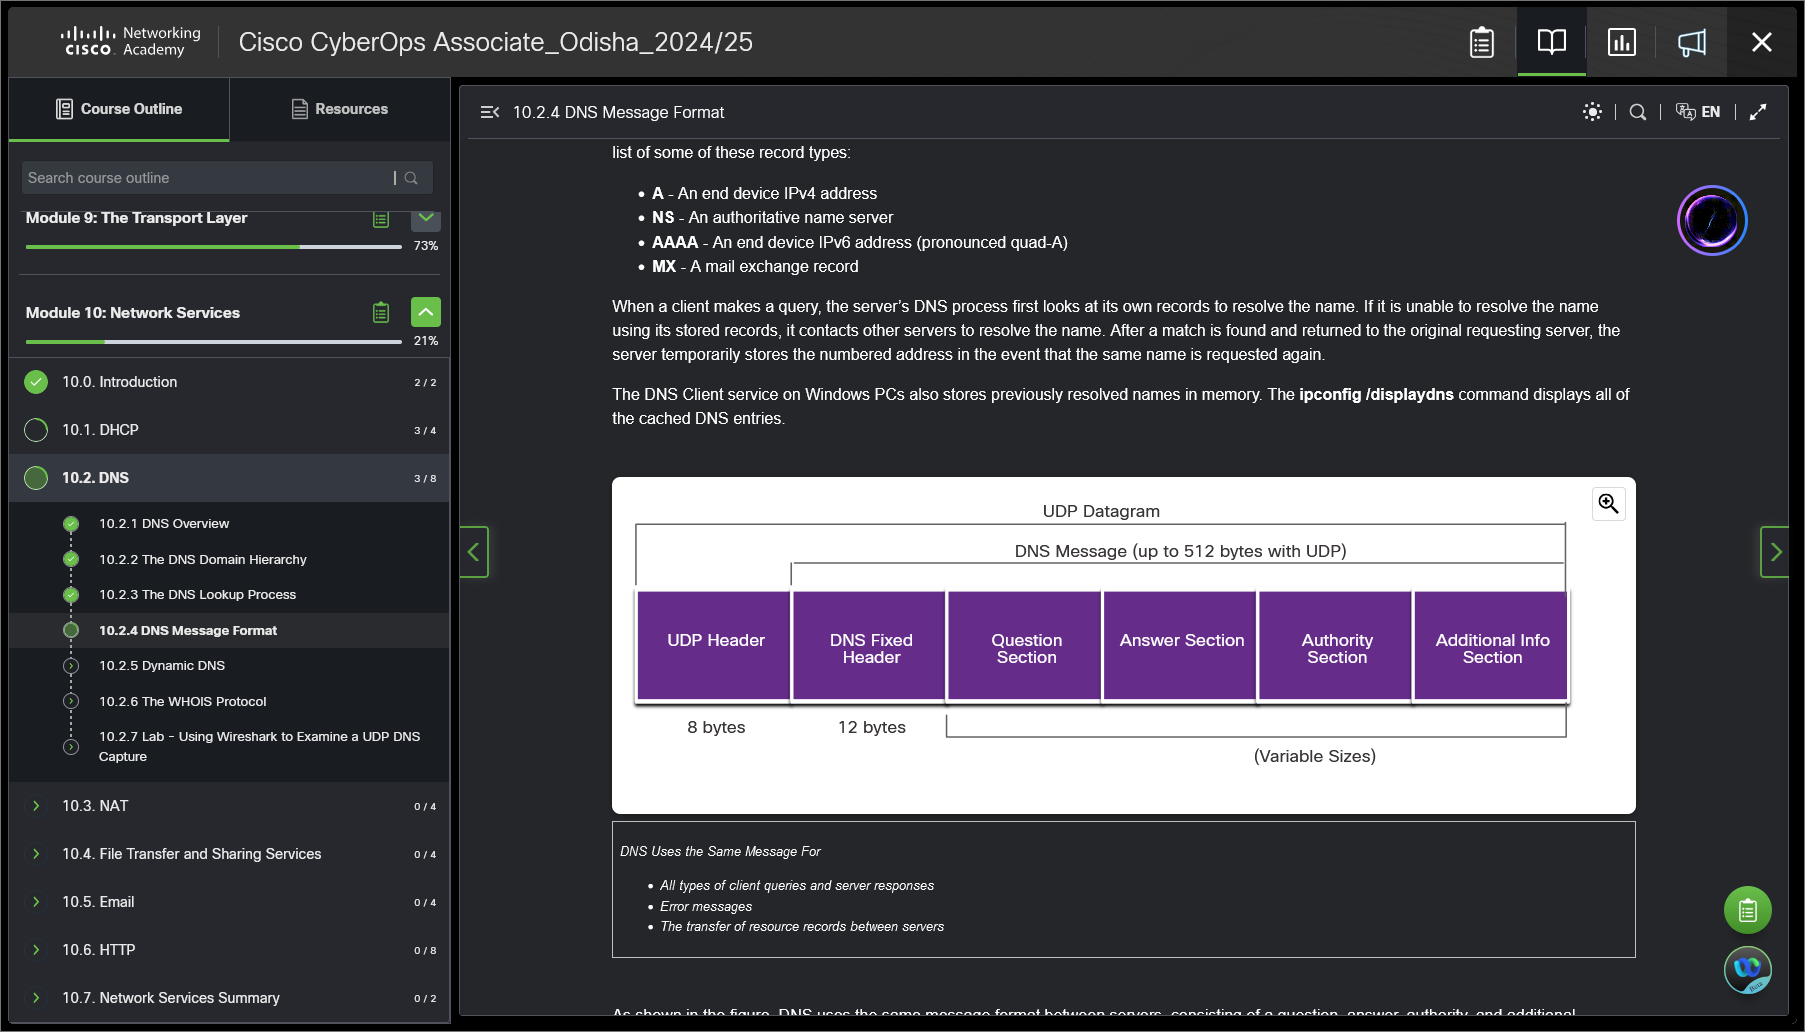 CISCO
Networking
Academy
Cisco CyberOps Associate_Odisha_2024/25
Course Outline
Resources
Search course outline
Module 9: The Transport Layer
73%
Module 10: Network Services
21%
10.0. Introduction
2 / 2
10.1. DHCP
3 / 4
10.2. DNS
3 / 8
10.2.1 DNS Overview
10.2.2 The DNS Domain Hierarchy
10.2.3 The DNS Lookup Process
10.2.4 DNS Message Format
10.2.5 Dynamic DNS
10.2.6 The WHOIS Protocol
10.2.7 Lab - Using Wireshark to Examine a UDP DNS
Capture
10.3. NAT
0 / 4
10.4. File Transfer and Sharing Services
0 / 4
10.5. Email
0 / 4
10.6. HTTP
0 / 8
10.7. Network Services Summary
0 / 2
10.2.4 DNS Message Format
EN
list of some of these record types:
• A - An end device IPv4 address
• NS - An authoritative name server
• AAAA - An end device IPv6 address (pronounced quad-A)
• MX - A mail exchange record
When a client makes a query, the server’s DNS process first looks at its own records to resolve the name. If it is unable to resolve the name
using its stored records, it contacts other servers to resolve the name. After a match is found and returned to the original requesting server, the
server temporarily stores the numbered address in the event that the same name is requested again.
The DNS Client service on Windows PCs also stores previously resolved names in memory. The ipconfig /displaydns command displays all of
the cached DNS entries.
UDP Datagram
DNS Message (up to 512 bytes with UDP)
UDP Header
DNS Fixed
Header
Question
Section
Answer Section
Authority
Section
Additional Info
Section
8 bytes
12 bytes
(Variable Sizes)
DNS Uses the Same Message For
• All types of client queries and server responses
• Error messages
• The transfer of resource records between servers
As shown in the figure, DNS uses the same message format between servers, consisting of a question, answer, authority, and additional
Beta